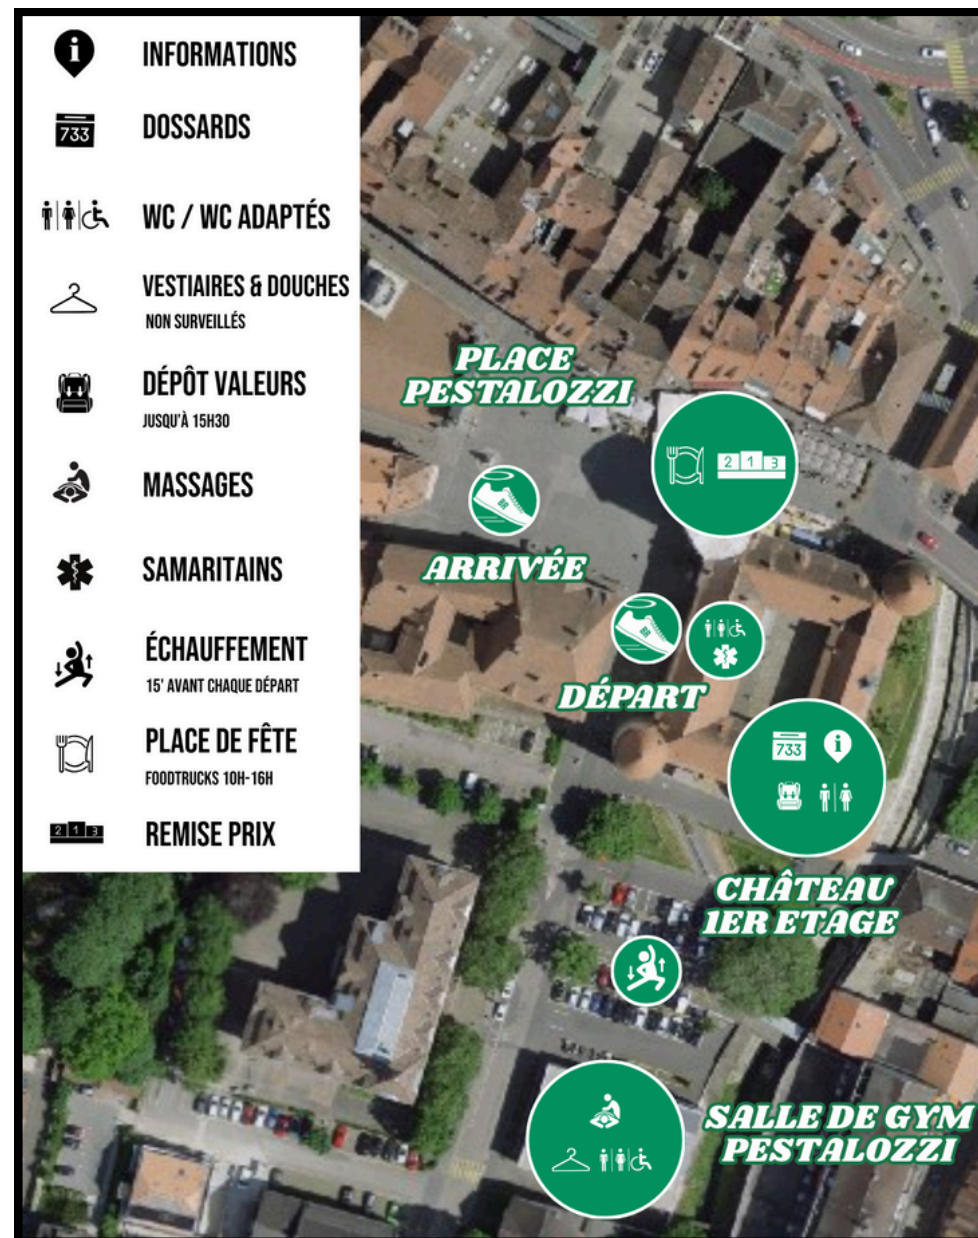 INFORMATIONS
733
DOSSARDS
WC / WC ADAPTÉS
VESTIAIRES & DOUCHES
NON SURVEILLÉS
DÉPÔT VALEURS
JUSQU'À 15H30
MASSAGES
SAMARITAINS
ÉCHAUFFEMENT
15' AVANT CHAQUE DÉPART
PLACE DE FÊTE
FOODTRUCKS 10H-16H
2 1 3
REMISE PRIX
PLACE
PESTALOZZI
2 1 3
ARRIVÉE
DÉPART
733
CHÂTEAU
1ER ETAGE
SALLE DE GYM
PESTALOZZI